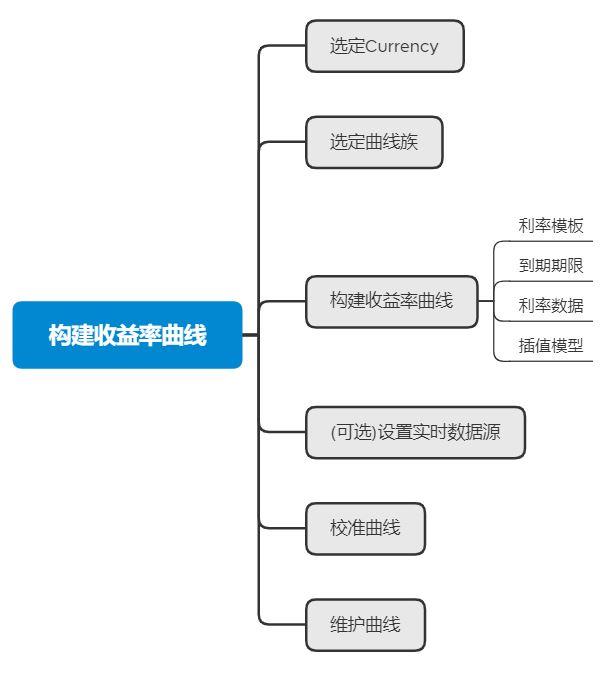 构建收益率曲线
选定Currency
选定曲线族
构建收益率曲线
利率模板
到期期限
利率数据
插值模型
(可选)设置实时数据源
校准曲线
维护曲线